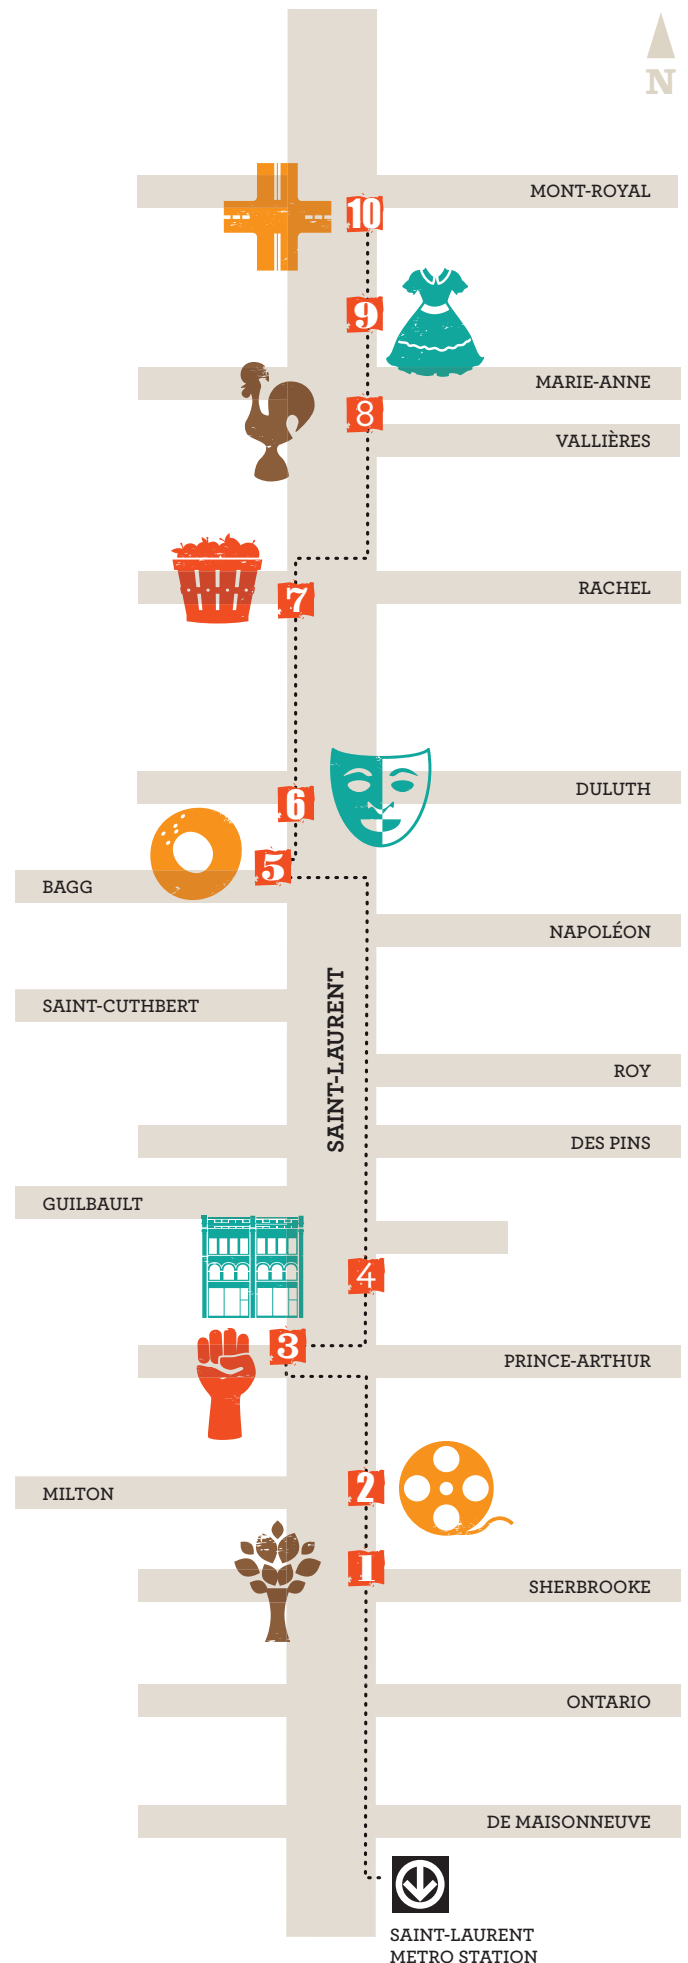 N
MONT-ROYAL
10
9
MARIE-ANNE
8
VALLIÈRES
RACHEL
7
DULUTH
6
5
BAGG
NAPOLÉON
SAINT-LAURENT
SAINT-CUTHBERT
ROY
DES PINS
GUILBAULT
4
3
PRINCE-ARTHUR
2
MILTON
1
SHERBROOKE
ONTARIO
DE MAISONNEUVE
SAINT-LAURENT
METRO STATION